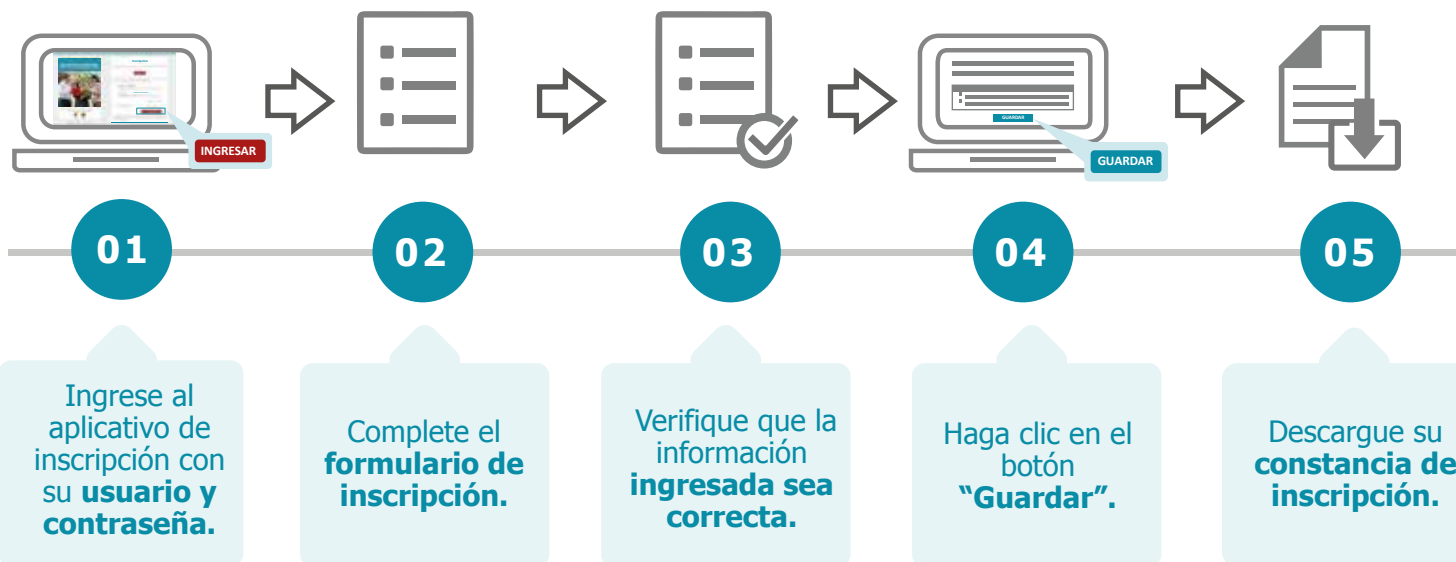 INGRESAR
GUARDAR
GUARDAR
01
02
03
04
05
Ingrese al
aplicativo de
inscripción con
su usuario y
contraseña.
Complete el
formulario de
inscripción.
Verifique que la
información
ingresada sea
correcta.
Haga clic en el
botón
“Guardar”.
Descargue su
constancia de
inscripción.